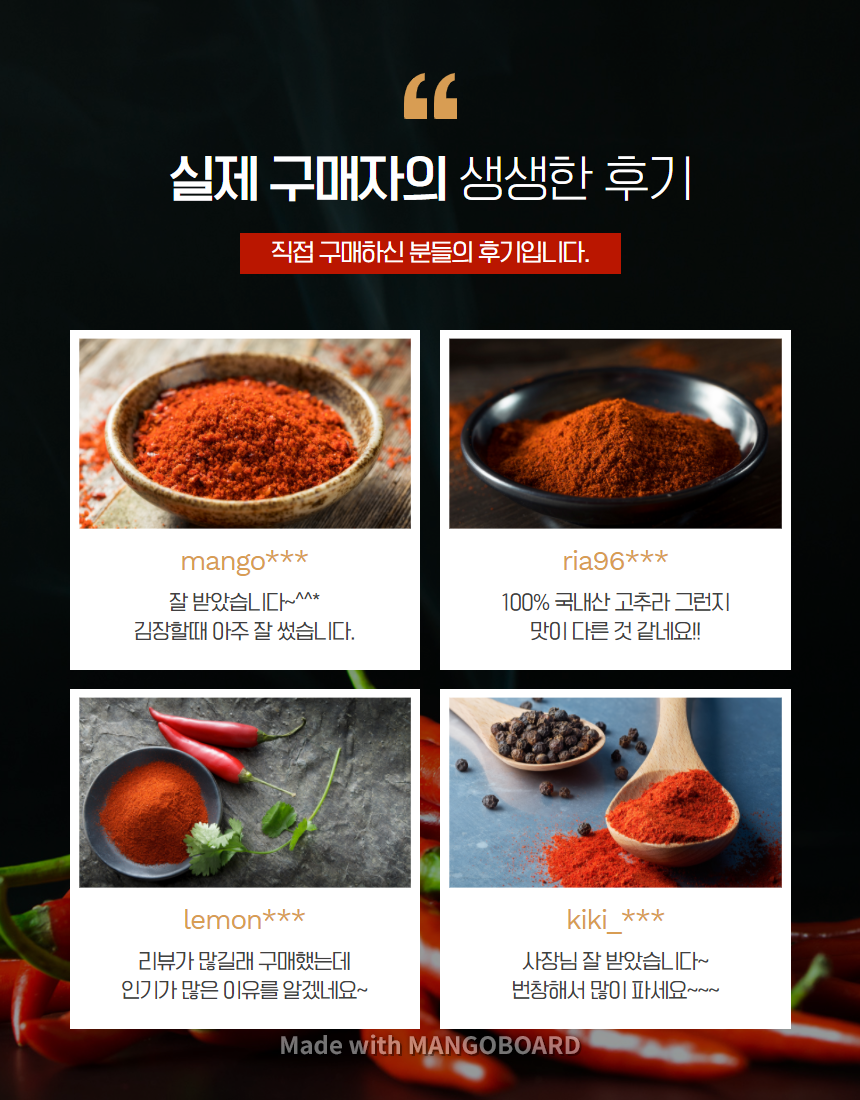 실제 구매자의 생생한 후기
직접 구매하신 분들의 후기입니다.
mango***
잘 받았습니다~^^*
김장할때 아주 잘 썼습니다.
ria96***
100% 국내산 고추라 그런지
맛이 다른 것 같네요!!
lemon***
리뷰가 많길래 구매했는데
인기가 많은 이유를 알겠네요~
kiki_***
사장님 잘 받았습니다~
번창해서 많이 파세요~~~
Made with MANGOBOARD